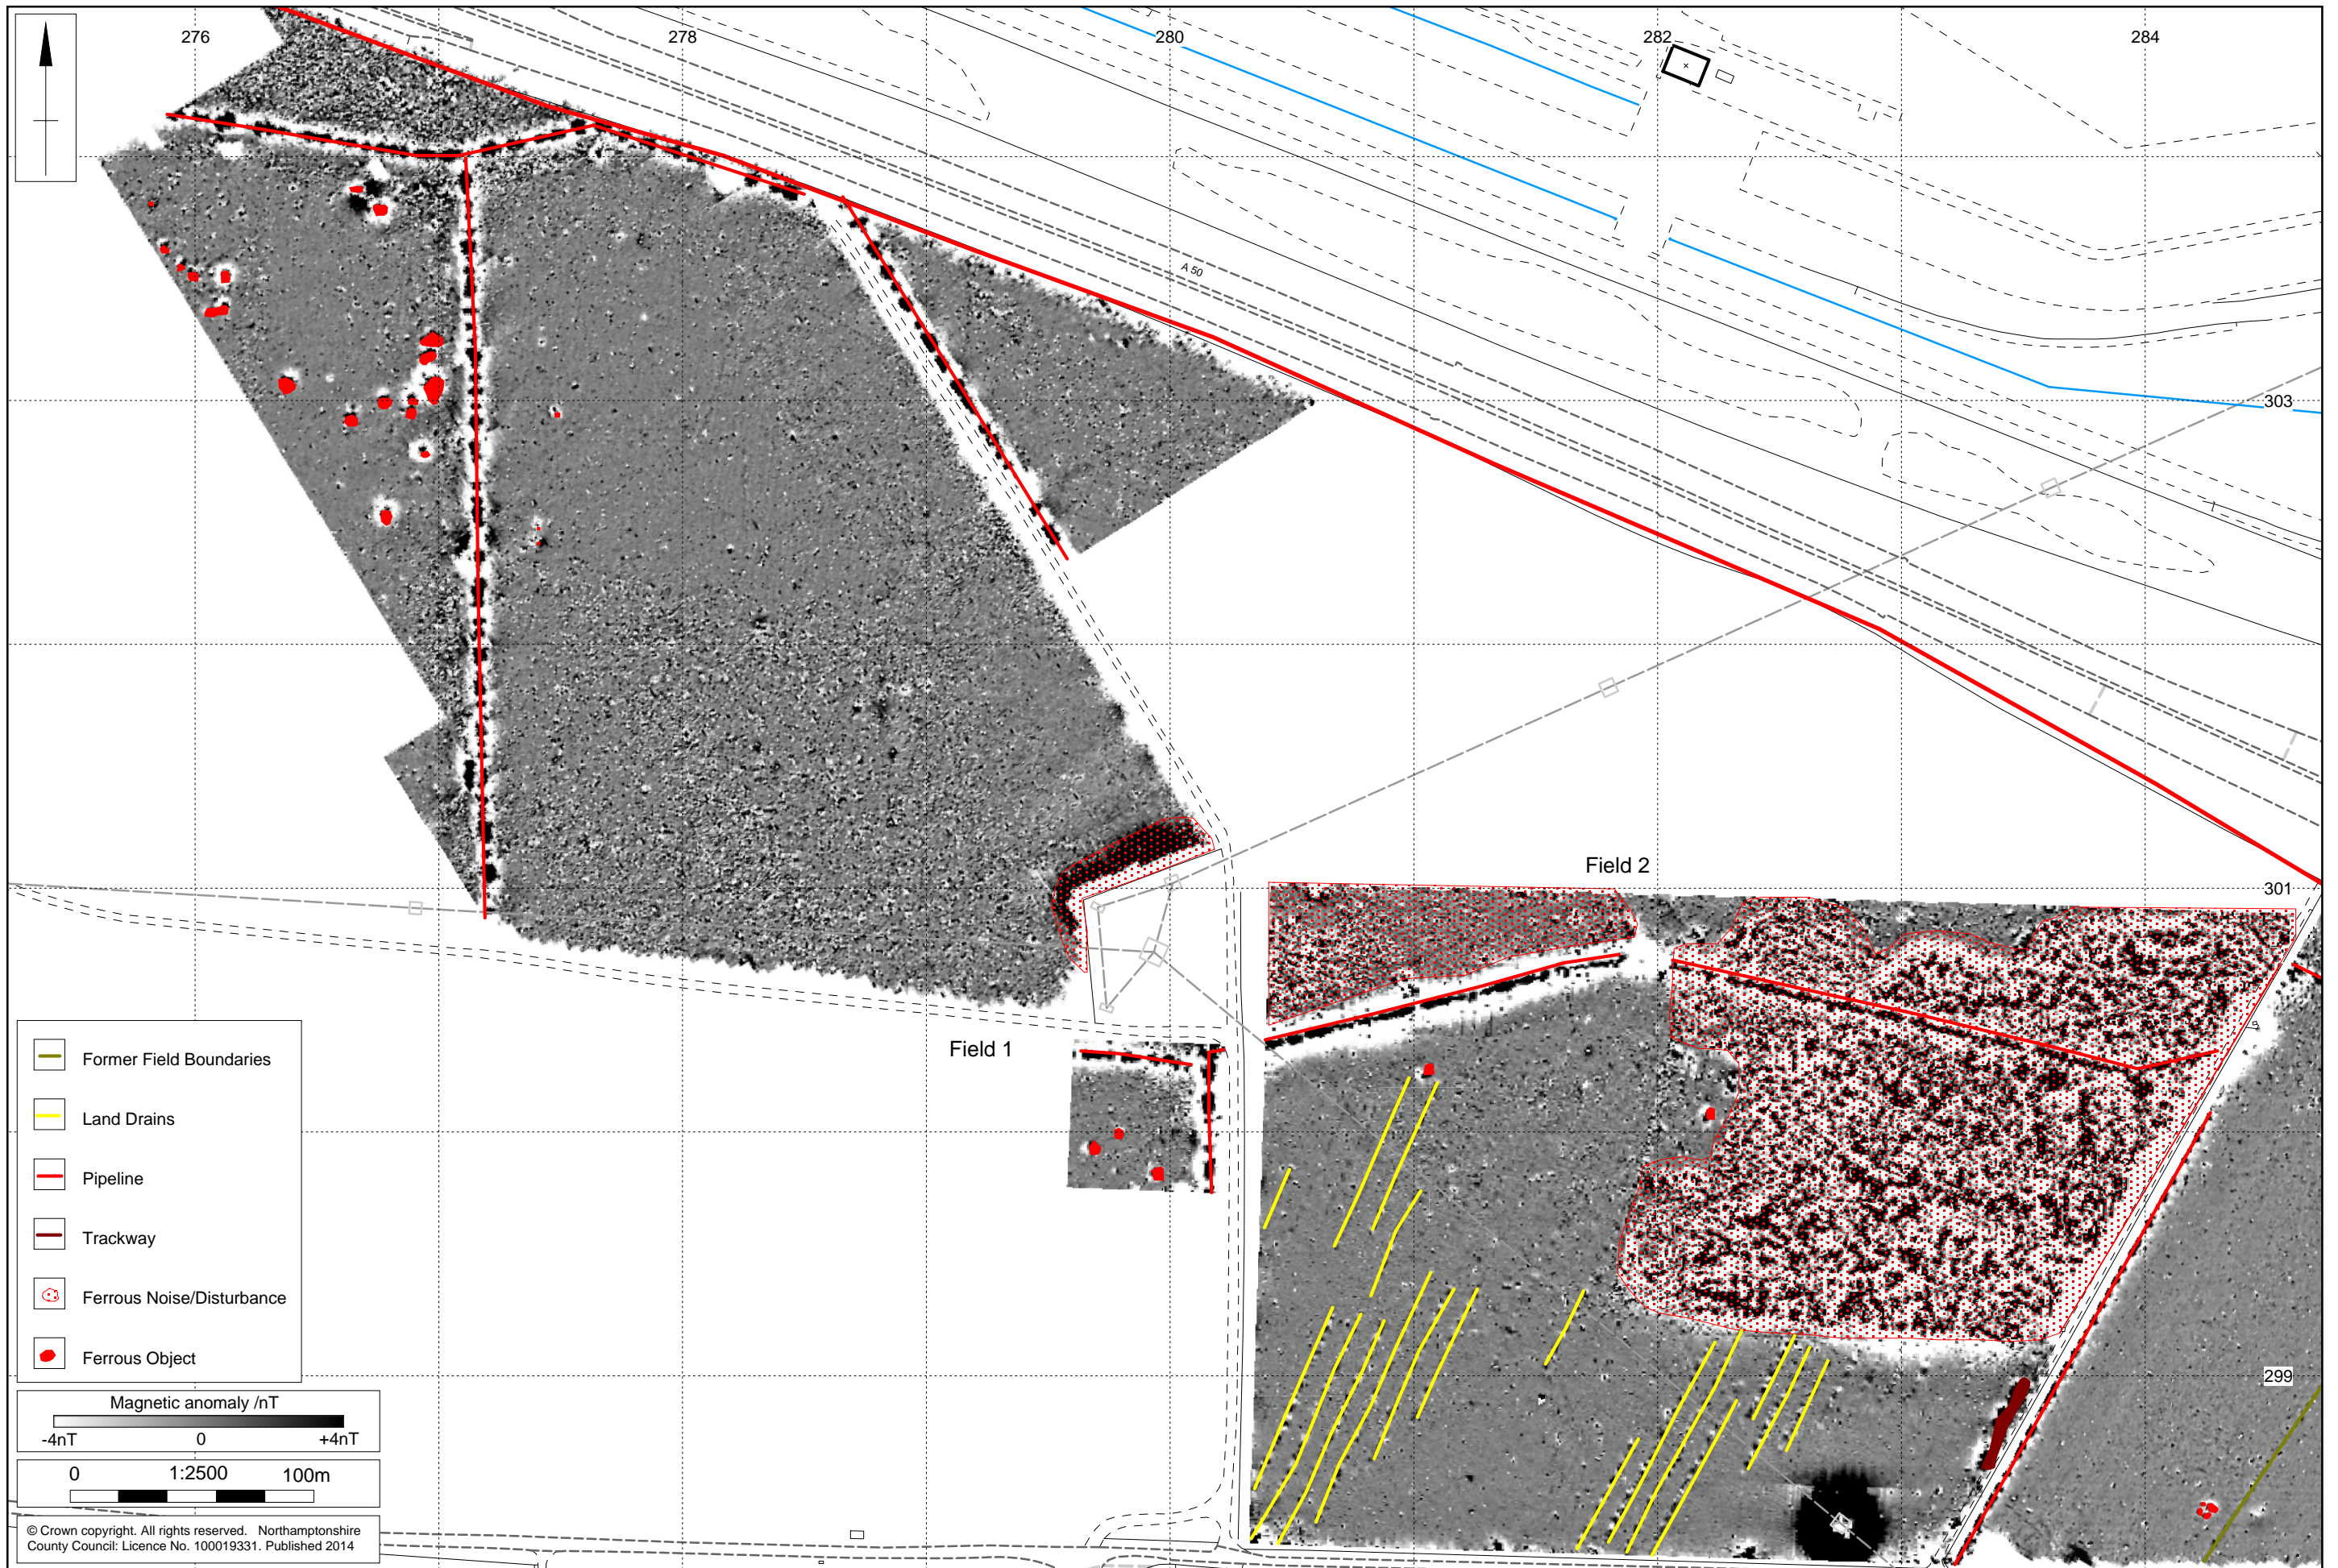 276
278
280
282
284
A 50
303
Field 2
301
Field 1
Former Field Boundaries
Land Drains
Pipeline
Trackway
Ferrous Noise/Disturbance
Ferrous Object
299
Magnetic anomaly /nT
-4nT 0 +4nT
0 1:2500 100m
© Crown copyright. All rights reserved. Northamptonshire
County Council: Licence No. 100019331. Published 2014